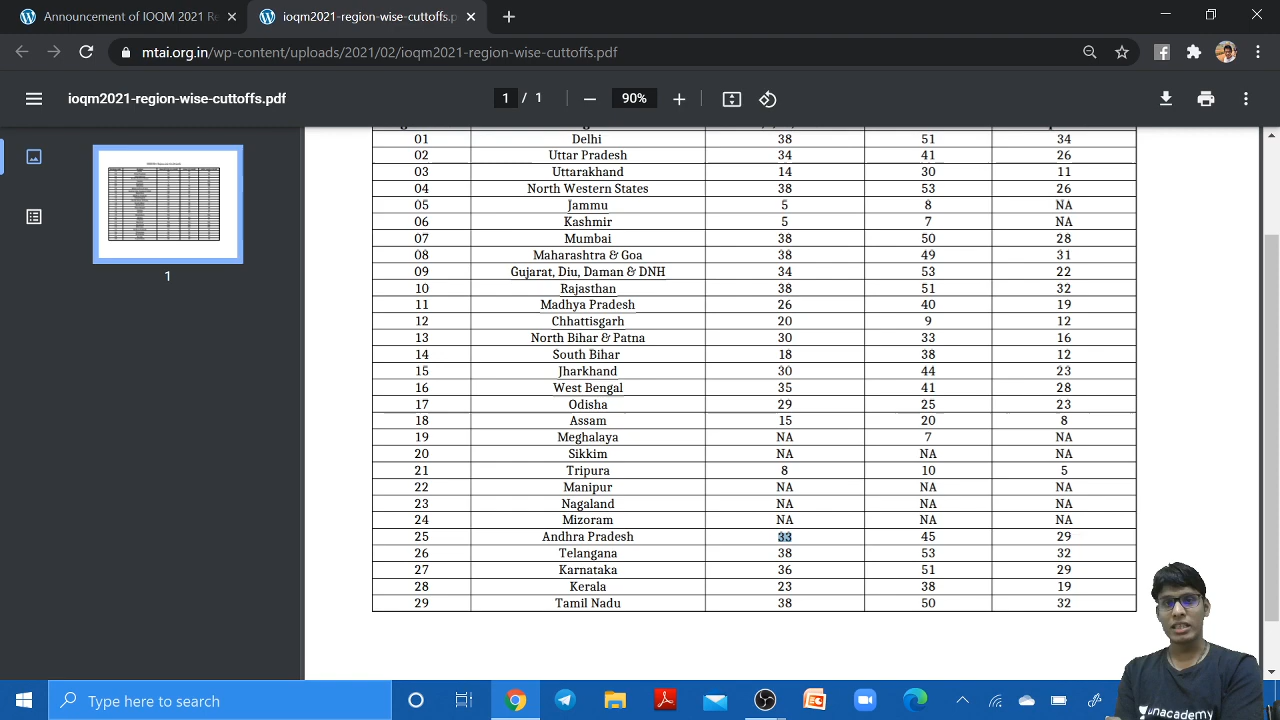 Announcement of IOQM 2021 Re
ioqm2021-region-wise-cuttoffs.p
mtai.org.in/wp-content/uploads/2021/02/ioqm2021-region-wise-cuttoffs.pdf
ioqm2021-region-wise-cuttoffs.pdf
1 / 1
90%
1
01 Delhi 38 51 34
02 Uttar Pradesh 34 41 26
03 Uttarakhand 14 30 11
04 North Western States 38 53 26
05 Jammu 5 8 NA
06 Kashmir 5 7 NA
07 Mumbai 38 50 28
08 Maharashtra & Goa 38 49 31
09 Gujarat, Diu, Daman & DNH 34 53 22
10 Rajasthan 38 51 32
11 Madhya Pradesh 26 40 19
12 Chhattisgarh 20 9 12
13 North Bihar & Patna 30 33 16
14 South Bihar 18 38 12
15 Jharkhand 30 44 23
16 West Bengal 35 41 28
17 Odisha 29 25 23
18 Assam 15 20 8
19 Meghalaya NA 7 NA
20 Sikkim NA NA NA
21 Tripura 8 10 5
22 Manipur NA NA NA
23 Nagaland NA NA NA
24 Mizoram NA NA NA
25 Andhra Pradesh 33 45 29
26 Telangana 38 53 32
27 Karnataka 36 51 29
28 Kerala 23 38 19
29 Tamil Nadu 38 50 32
unacademy
Type here to search